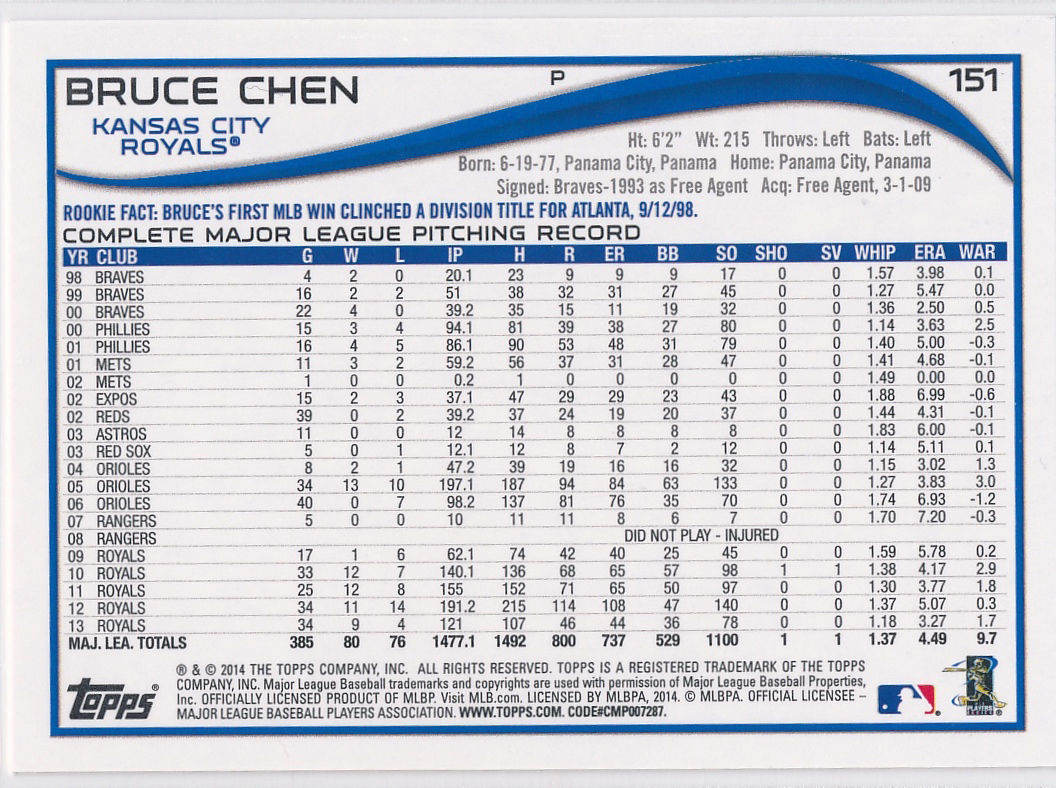 BRUCE CHEN P 151
KANSAS CITY
ROYALS®
Ht: 6'2" Wt: 215 Throws: Left Bats: Left
Born: 6-19-77, Panama City, Panama Home: Panama City, Panama
Signed: Braves-1993 as Free Agent Acq: Free Agent, 3-1-09
ROOKIE FACT: BRUCE'S FIRST MLB WIN CLINCHED A DIVISION TITLE FOR ATLANTA, 9/12/98.
COMPLETE MAJOR LEAGUE PITCHING RECORD
YR CLUB G W L IP H R ER BB SO SHO SV WHIP ERA WAR
98 BRAVES 4 2 0 20.1 23 9 9 9 17 0 0 1.57 3.98 0.1
99 BRAVES 16 2 2 51 38 32 31 27 45 0 0 1.27 5.47 0.0
00 BRAVES 22 4 0 39.2 35 15 11 19 32 0 0 1.36 2.50 0.5
00 PHILLIES 15 3 4 94.1 81 39 38 27 80 0 0 1.14 3.63 2.5
01 PHILLIES 16 4 5 86.1 90 53 48 31 79 0 0 1.40 5.00 -0.3
01 METS 11 3 2 59.2 56 37 31 28 47 0 0 1.41 4.68 -0.1
02 METS 1 0 0 0.2 1 0 0 0 0 0 0 1.49 0.00 0.0
02 EXPOS 15 2 3 37.1 47 29 29 23 43 0 0 1.88 6.99 -0.6
02 REDS 39 0 2 39.2 37 24 19 20 37 0 0 1.44 4.31 -0.1
03 ASTROS 11 0 0 12 14 8 8 8 8 0 0 1.83 6.00 -0.1
03 RED SOX 5 0 1 12.1 12 8 7 2 12 0 0 1.14 5.11 0.1
04 ORIOLES 8 2 1 47.2 39 19 16 16 32 0 0 1.15 3.02 1.3
05 ORIOLES 34 13 10 197.1 187 94 84 63 133 0 0 1.27 3.83 3.0
06 ORIOLES 40 0 7 98.2 137 81 76 35 70 0 0 1.74 6.93 -1.2
07 RANGERS 5 0 0 10 11 11 8 6 7 0 0 1.70 7.20 -0.3
08 RANGERS DID NOT PLAY - INJURED
09 ROYALS 17 1 6 62.1 74 42 40 25 45 0 0 1.59 5.78 0.2
10 ROYALS 33 12 7 140.1 136 68 65 57 98 1 1 1.38 4.17 2.9
11 ROYALS 25 12 8 155 152 71 65 50 97 0 0 1.30 3.77 1.8
12 ROYALS 34 11 14 191.2 215 114 108 47 140 0 0 1.37 5.07 0.3
13 ROYALS 34 9 4 121 107 46 44 36 78 0 0 1.18 3.27 1.7
MAJ. LEA. TOTALS 385 80 76 1477.1 1492 800 737 529 1100 1 1 1.37 4.49 9.7
® & © 2014 THE TOPPS COMPANY, INC. ALL RIGHTS RESERVED. TOPPS IS A REGISTERED TRADEMARK OF THE TOPPS
COMPANY, INC. Major League Baseball trademarks and copyrights are used with permission of Major League Baseball Properties,
Inc. OFFICIALLY LICENSED PRODUCT OF MLBP. Visit MLB.com. LICENSED BY MLBPA, 2014. © MLBPA. OFFICIAL LICENSEE –
MAJOR LEAGUE BASEBALL PLAYERS ASSOCIATION. WWW.TOPPS.COM. CODE#CMP007287.
topps®
PLAYERS